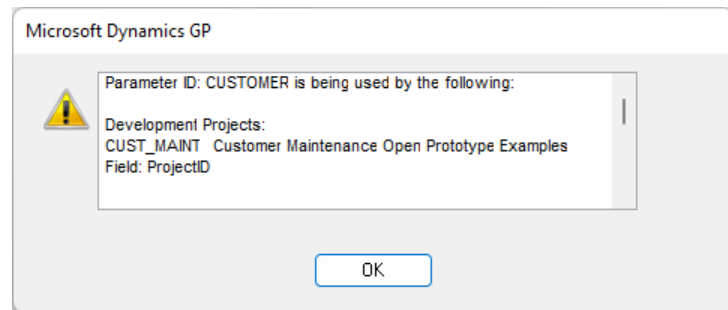 Microsoft Dynamics GP
Parameter ID: CUSTOMER is being used by the following:
Development Projects:
CUST_MAINT Customer Maintenance Open Prototype Examples
Field: ProjectID
OK